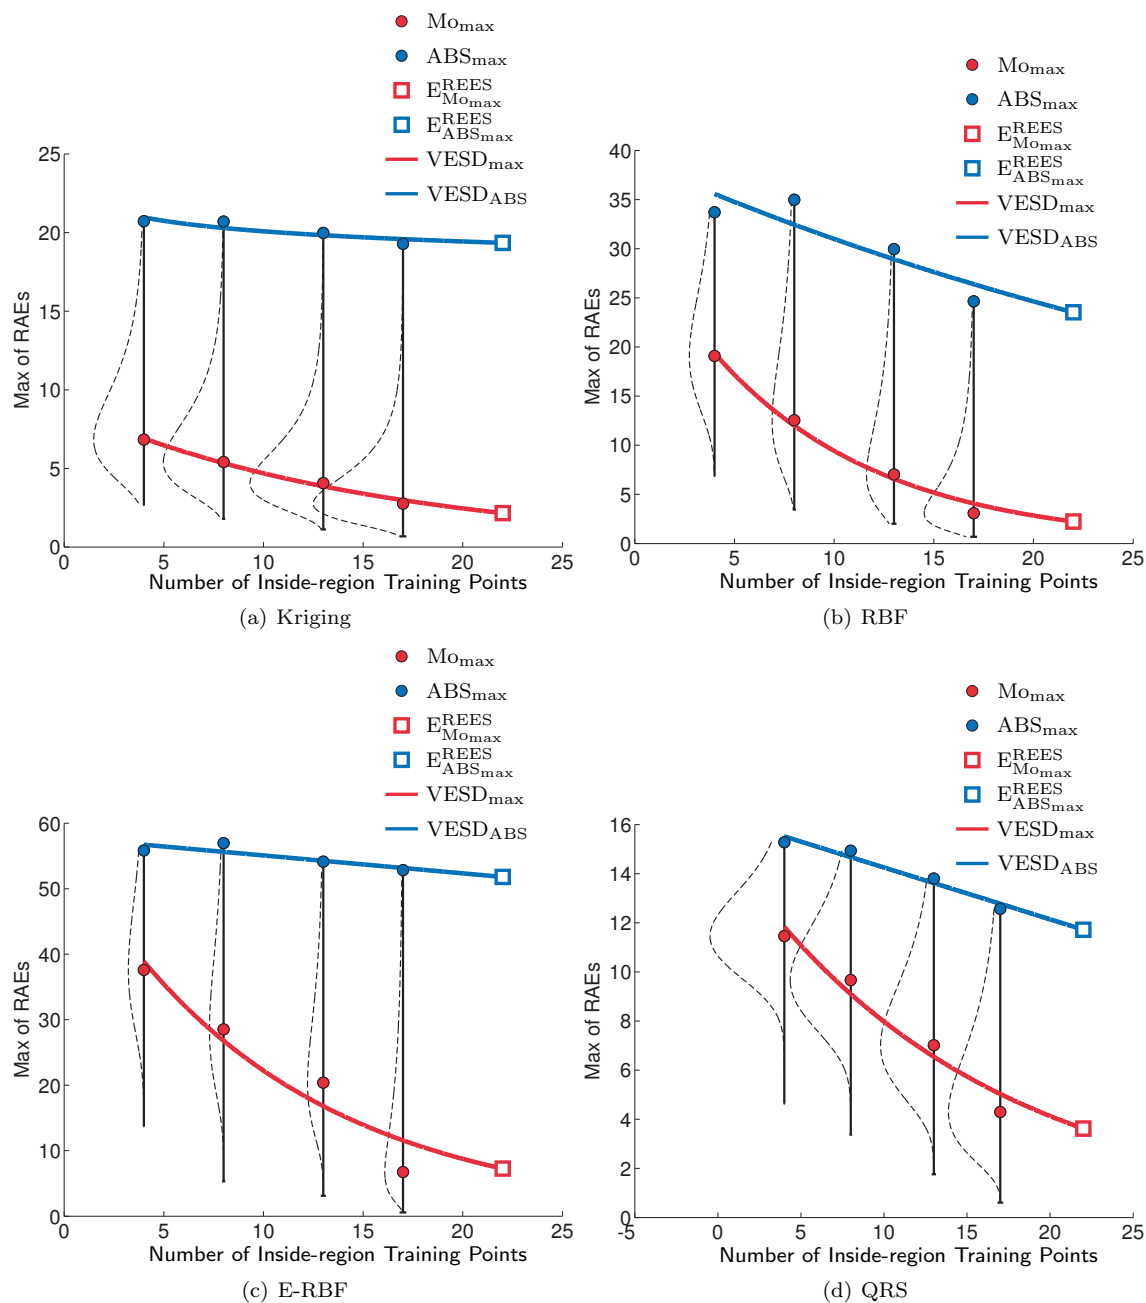 Mo_max
ABS_max
E^REES_Mo_max
E^REES_ABS_max
VESD_max
VESD_ABS
25
20
15
10
5
0
Max of RAEs
0 5 10 15 20 25
Number of Inside-region Training Points
(a) Kriging
Mo_max
ABS_max
E^REES_Mo_max
E^REES_ABS_max
VESD_max
VESD_ABS
40
35
30
25
20
15
10
5
0
Max of RAEs
0 5 10 15 20 25
Number of Inside-region Training Points
(b) RBF
Mo_max
ABS_max
E^REES_Mo_max
E^REES_ABS_max
VESD_max
VESD_ABS
60
50
40
30
20
10
0
Max of RAEs
0 5 10 15 20 25
Number of Inside-region Training Points
(c) E-RBF
Mo_max
ABS_max
E^REES_Mo_max
E^REES_ABS_max
VESD_max
VESD_ABS
16
14
12
10
8
6
4
2
0
Max of RAEs
-5 0 5 10 15 20 25
Number of Inside-region Training Points
(d) QRS